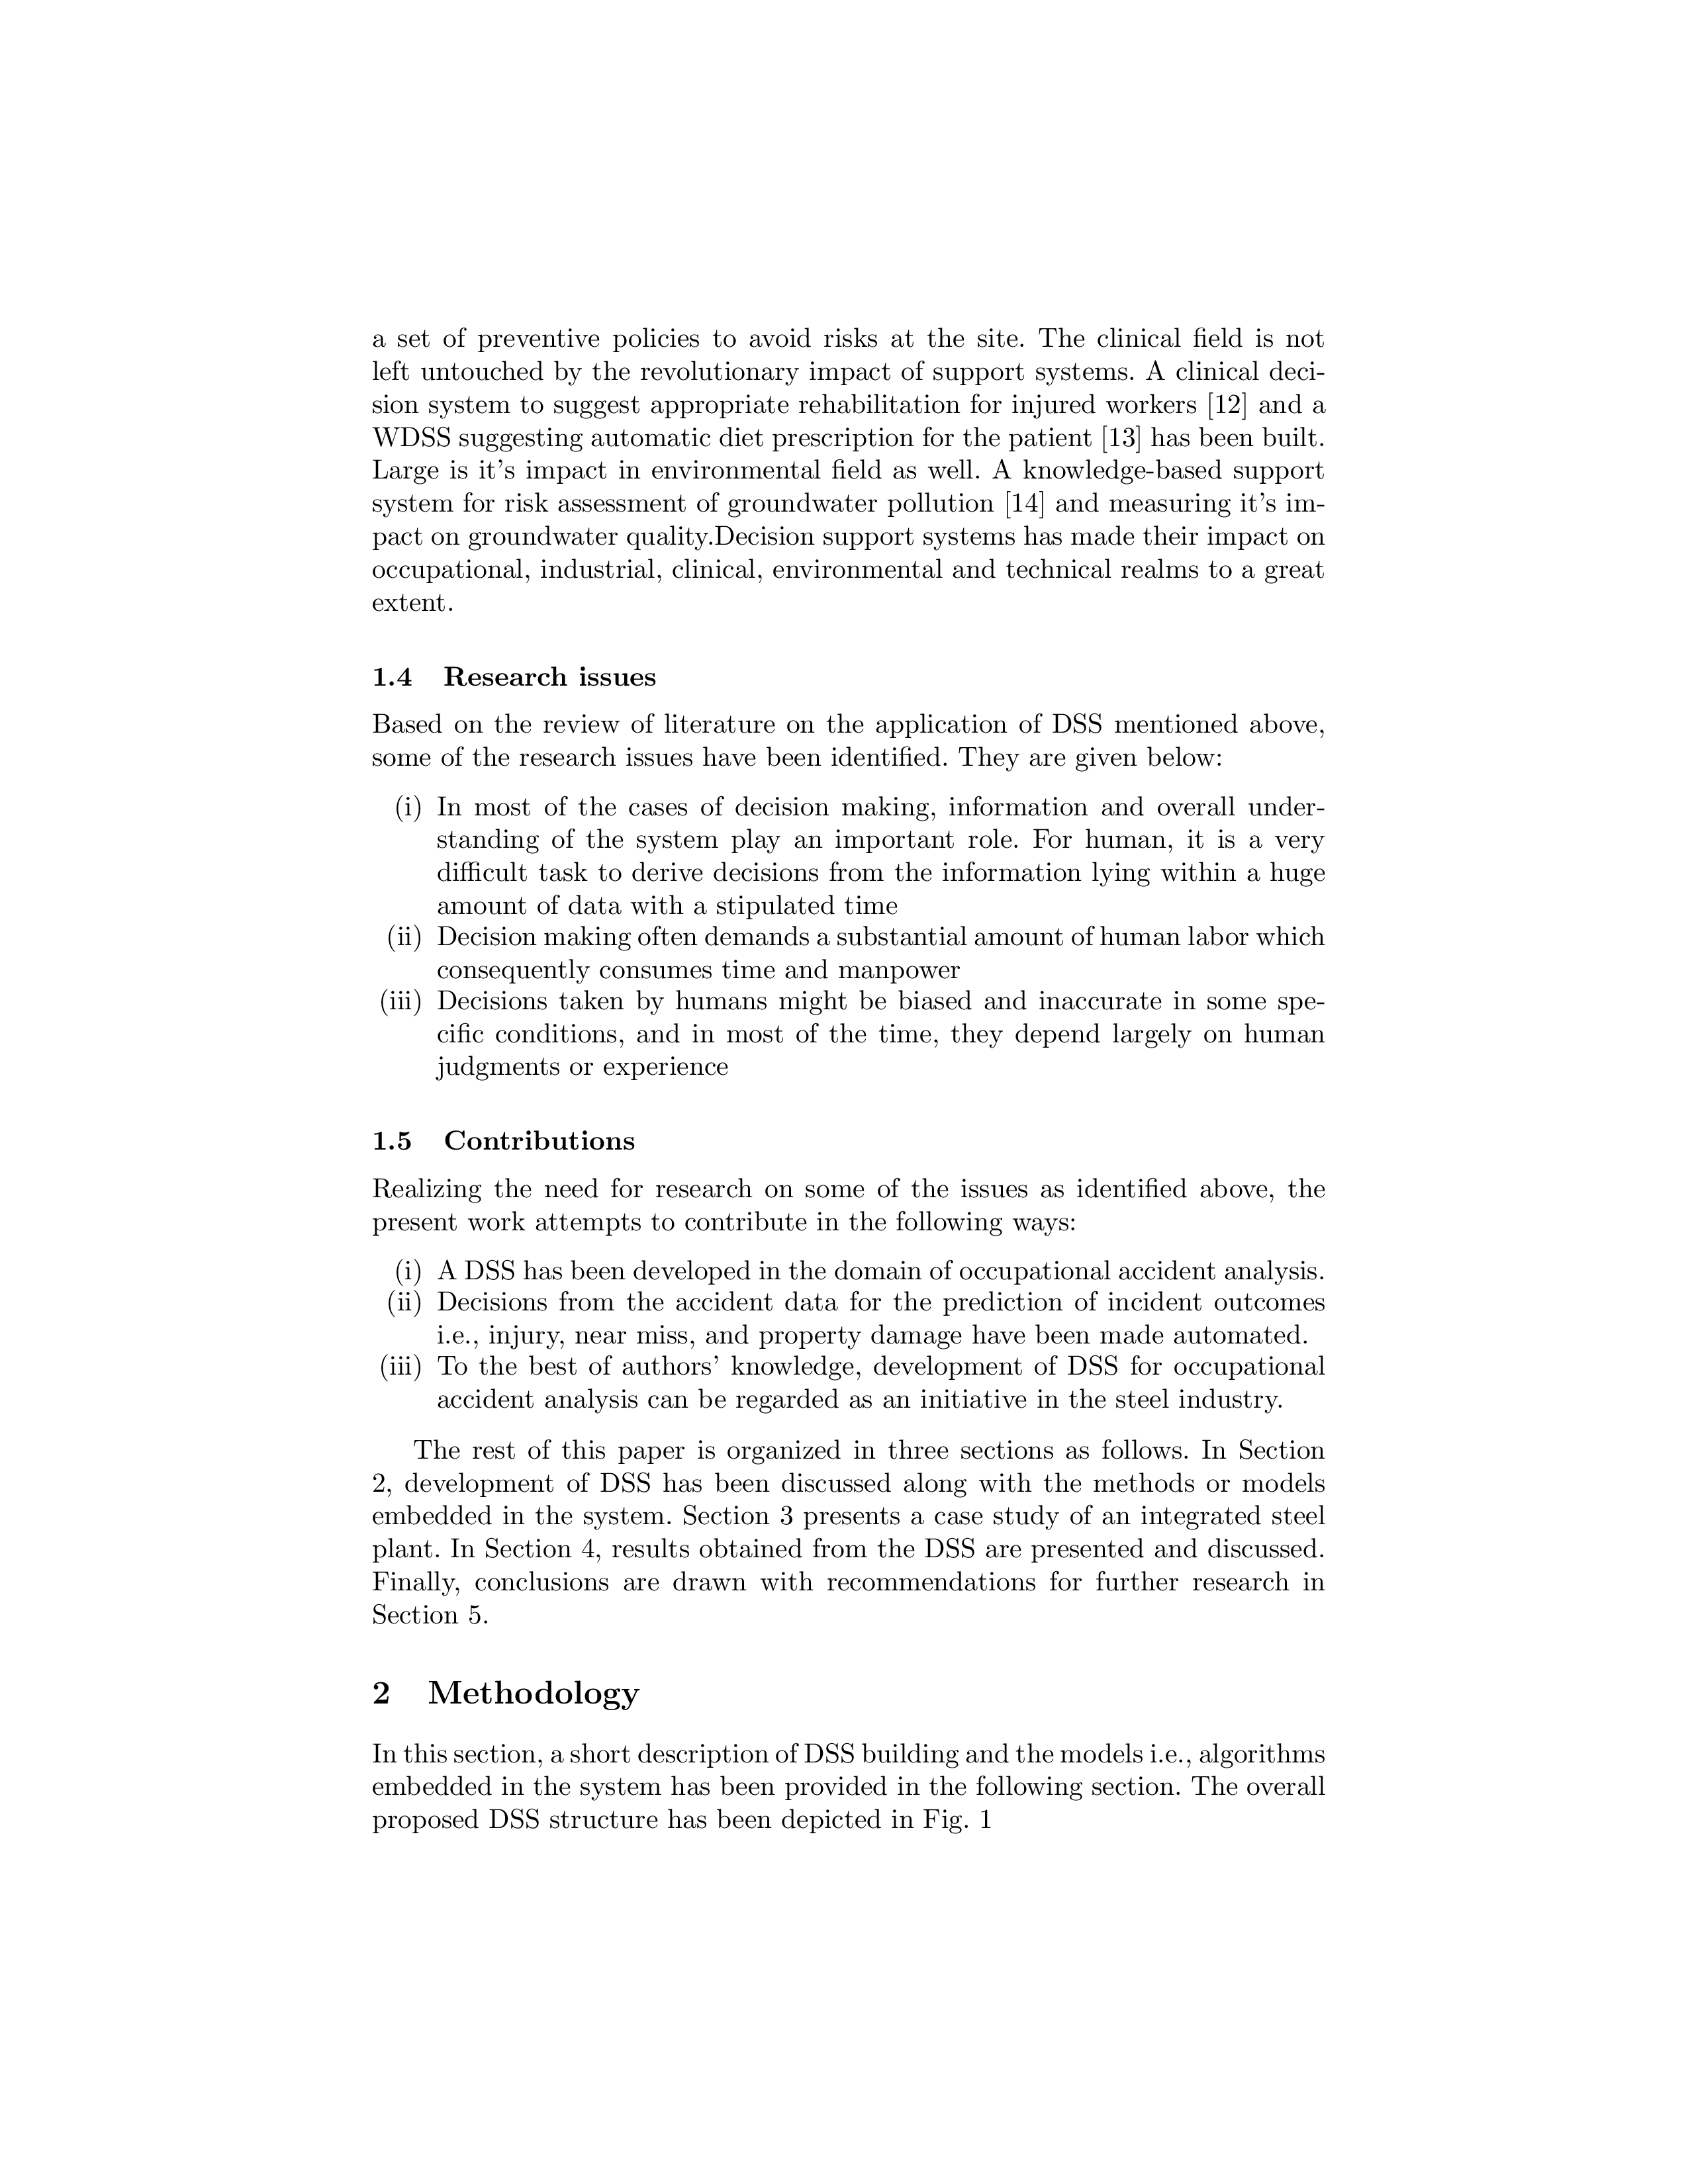 a set of preventive policies to avoid risks at the site. The clinical field is not
left untouched by the revolutionary impact of support systems. A clinical deci-
sion system to suggest appropriate rehabilitation for injured workers [12] and a
WDSS suggesting automatic diet prescription for the patient [13] has been built.
Large is it's impact in environmental field as well. A knowledge-based support
system for risk assessment of groundwater pollution [14] and measuring it's im-
pact on groundwater quality.Decision support systems has made their impact on
occupational, industrial, clinical, environmental and technical realms to a great
extent.
1.4 Research issues
Based on the review of literature on the application of DSS mentioned above,
some of the research issues have been identified. They are given below:
(i) In most of the cases of decision making, information and overall under-
standing of the system play an important role. For human, it is a very
difficult task to derive decisions from the information lying within a huge
amount of data with a stipulated time
(ii) Decision making often demands a substantial amount of human labor which
consequently consumes time and manpower
(iii) Decisions taken by humans might be biased and inaccurate in some spe-
cific conditions, and in most of the time, they depend largely on human
judgments or experience
1.5 Contributions
Realizing the need for research on some of the issues as identified above, the
present work attempts to contribute in the following ways:
(i) A DSS has been developed in the domain of occupational accident analysis.
(ii) Decisions from the accident data for the prediction of incident outcomes
i.e., injury, near miss, and property damage have been made automated.
(iii) To the best of authors' knowledge, development of DSS for occupational
accident analysis can be regarded as an initiative in the steel industry.
The rest of this paper is organized in three sections as follows. In Section
2, development of DSS has been discussed along with the methods or models
embedded in the system. Section 3 presents a case study of an integrated steel
plant. In Section 4, results obtained from the DSS are presented and discussed.
Finally, conclusions are drawn with recommendations for further research in
Section 5.
2 Methodology
In this section, a short description of DSS building and the models i.e., algorithms
embedded in the system has been provided in the following section. The overall
proposed DSS structure has been depicted in Fig. 1